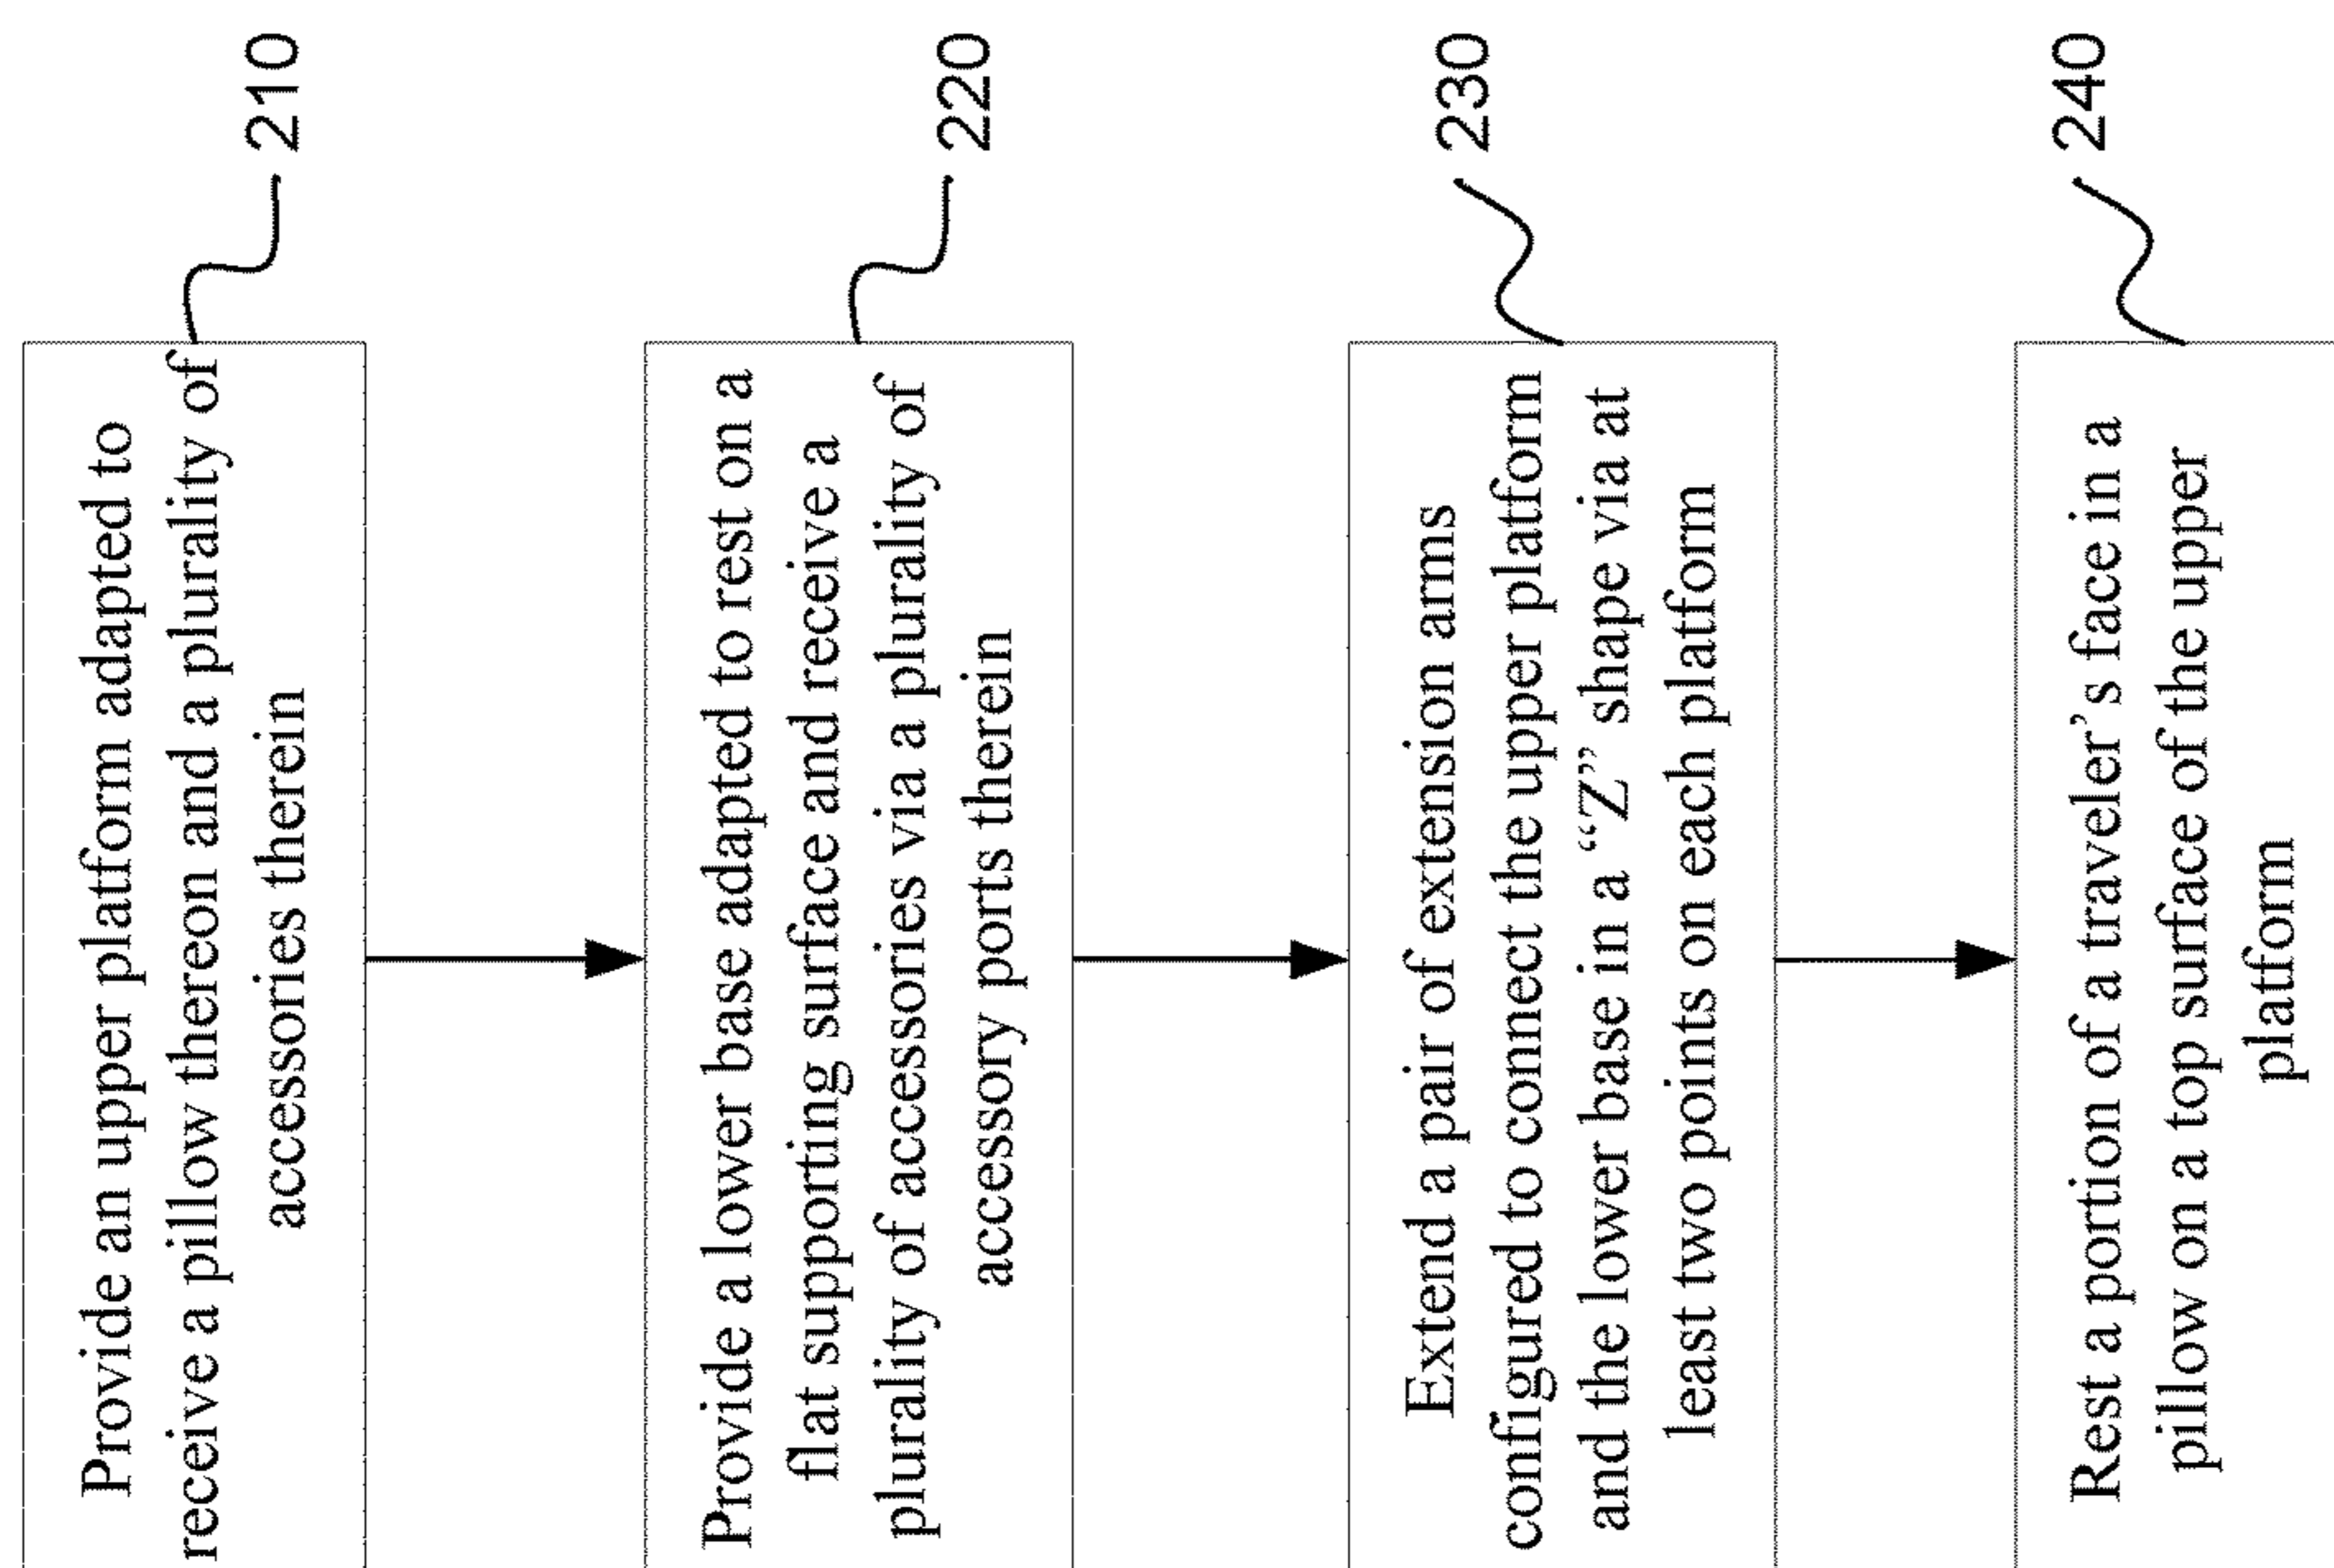 Provide an upper platform adapted to
receive a pillow thereon and a plurality of
accessories therein
210
Provide a lower base adapted to rest on a
flat supporting surface and receive a
plurality of accessories via a plurality of
accessory ports therein
220
Extend a pair of extension arms
configured to connect the upper platform
and the lower base in a “Z” shape via at
least two points on each platform
230
Rest a portion of a traveler’s face in a
pillow on a top surface of the upper
platform
240